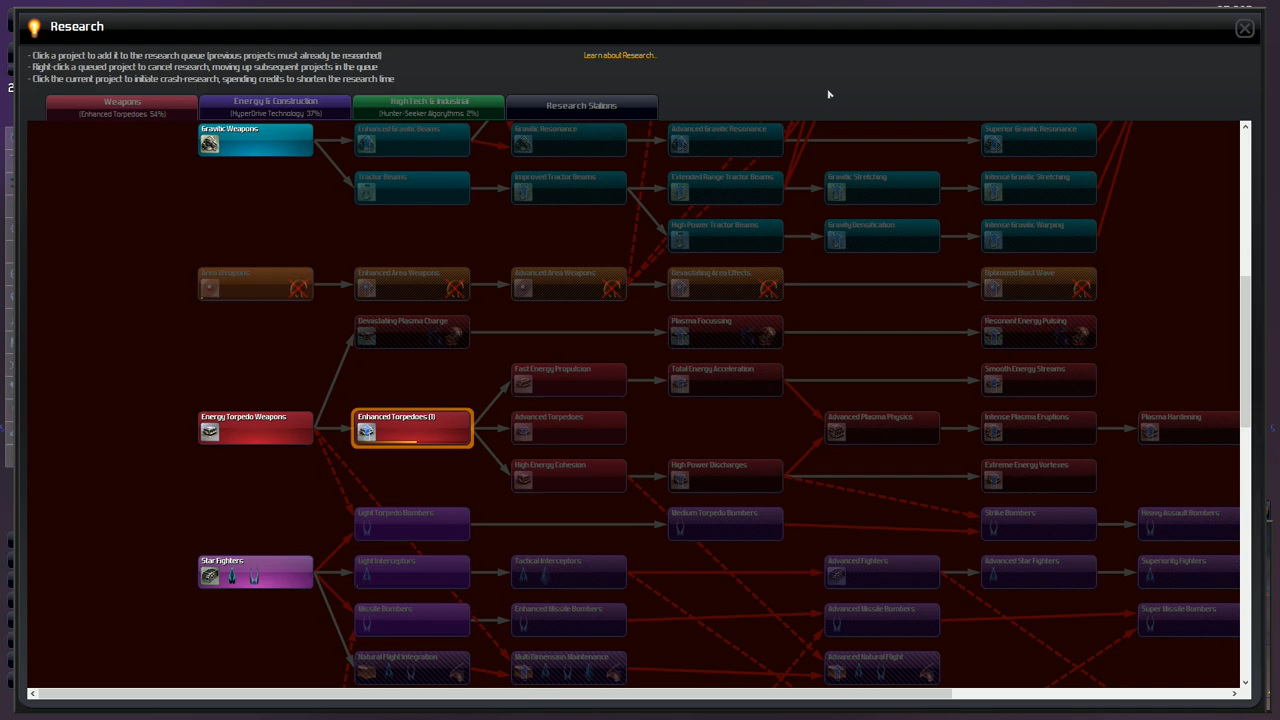 Research
- Click a project to add it to the research queue (previous projects must already be researched)
- Right-click a queued project to cancel research, moving up subsequent projects in the queue
- Click the current project to initiate crash-research, spending credits to shorten the research time
Learn about Research...
Weapons
(Enhanced Torpedoes: 54%)
Energy & Construction
(HyperDrive Technology: 37%)
HighTech & Industrial
(Hunter-Seeker Algorythms: 2%)
Research Stations
Gravitic Weapons
Enhanced Gravitic Beams
Gravitic Resonance
Advanced Gravitic Resonance
Superior Gravitic Resonance
Tractor Beams
Improved Tractor Beams
Extended Range Tractor Beams
Gravitic Stretching
Intense Gravitic Stretching
High Power Tractor Beams
Gravity Densification
Intense Gravitic Warping
Area Weapons
Enhanced Area Weapons
Advanced Area Weapons
Devastating Area Effects
Optimized Blast Wave
Devastating Plasma Charge
Plasma Focussing
Resonant Energy Pulsing
Fast Energy Propulsion
Total Energy Acceleration
Smooth Energy Streams
Energy Torpedo Weapons
Enhanced Torpedoes (1)
Advanced Torpedoes
Advanced Plasma Physics
Intense Plasma Eruptions
Plasma Hardening
High Energy Cohesion
High Power Discharges
Extreme Energy Vortexes
Light Torpedo Bombers
Medium Torpedo Bombers
Strike Bombers
Heavy Assault Bombers
Star Fighters
Light Interceptors
Tactical Interceptors
Advanced Fighters
Advanced Star Fighters
Superiority Fighters
Missile Bombers
Enhanced Missile Bombers
Advanced Missile Bombers
Super Missile Bombers
Natural Flight Integration
Multi Dimension Maintenance
Advanced Natural Flight